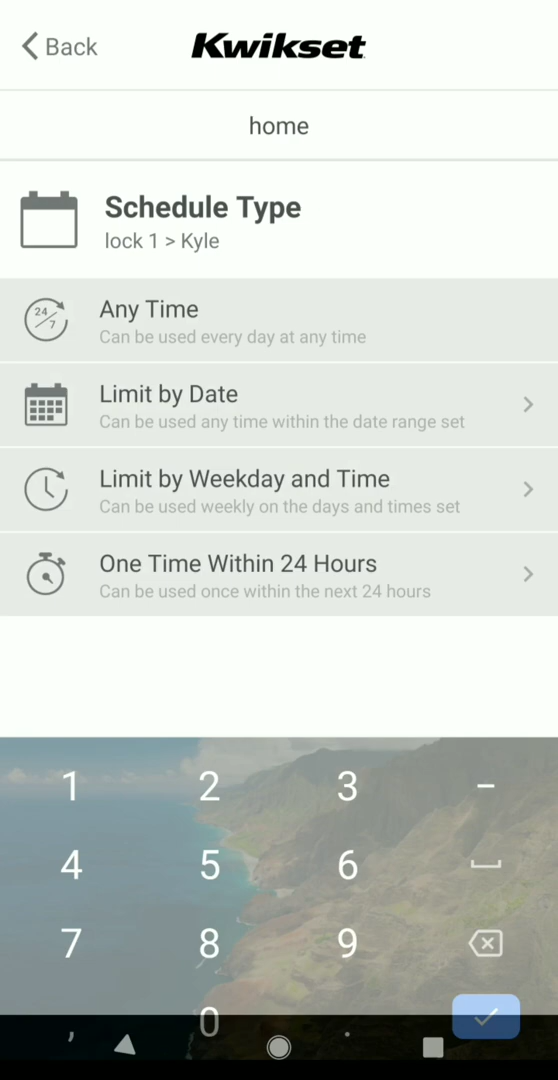 Back
Kwikset
home
Schedule Type
lock 1 > Kyle
24/7
Any Time
Can be used every day at any time
Limit by Date
Can be used any time within the date range set
Limit by Weekday and Time
Can be used weekly on the days and times set
One Time Within 24 Hours
Can be used once within the next 24 hours
1 2 3 -
4 5 6
7 8 9
, 0 .